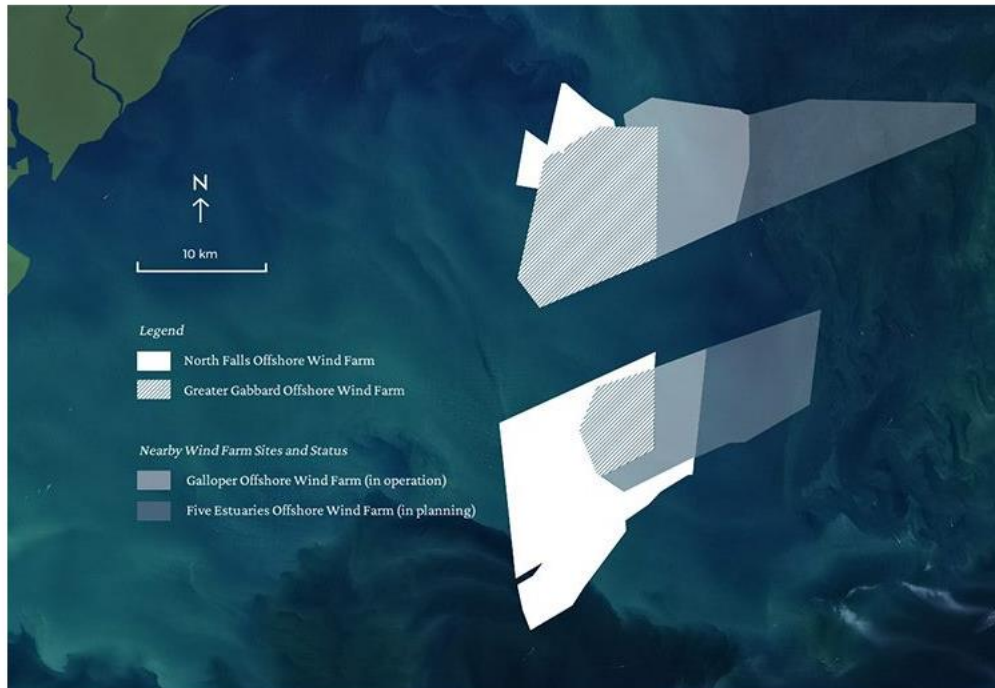 N
10 km
Legend
North Falls Offshore Wind Farm
Greater Gabbard Offshore Wind Farm
Nearby Wind Farm Sites and Status
Galloper Offshore Wind Farm (in operation)
Five Estuaries Offshore Wind Farm (in planning)